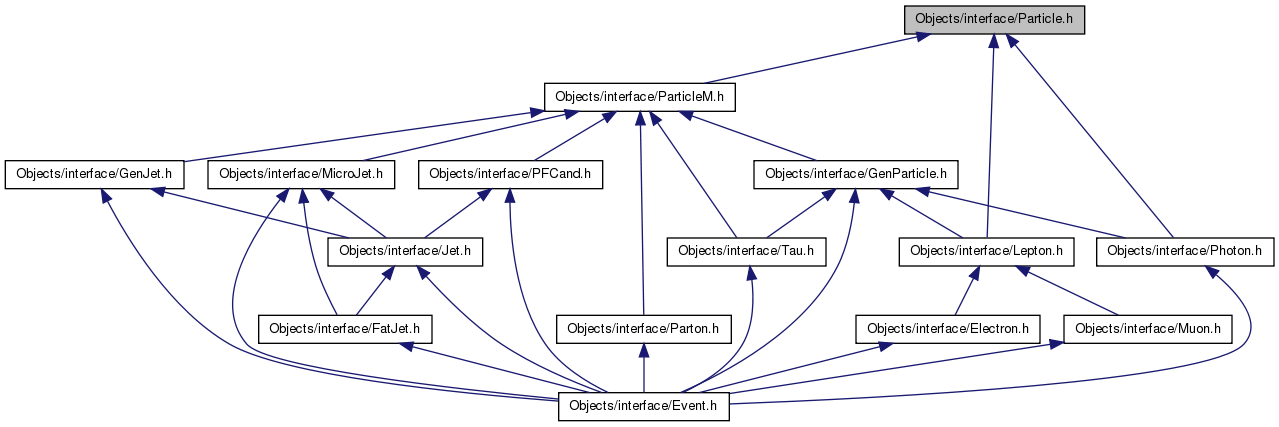 Objects/interface/Particle.h
Objects/interface/ParticleM.h
Objects/interface/GenJet.h
Objects/interface/MicroJet.h
Objects/interface/PFCand.h
Objects/interface/GenParticle.h
Objects/interface/Jet.h
Objects/interface/Tau.h
Objects/interface/Lepton.h
Objects/interface/Photon.h
Objects/interface/FatJet.h
Objects/interface/Parton.h
Objects/interface/Electron.h
Objects/interface/Muon.h
Objects/interface/Event.h